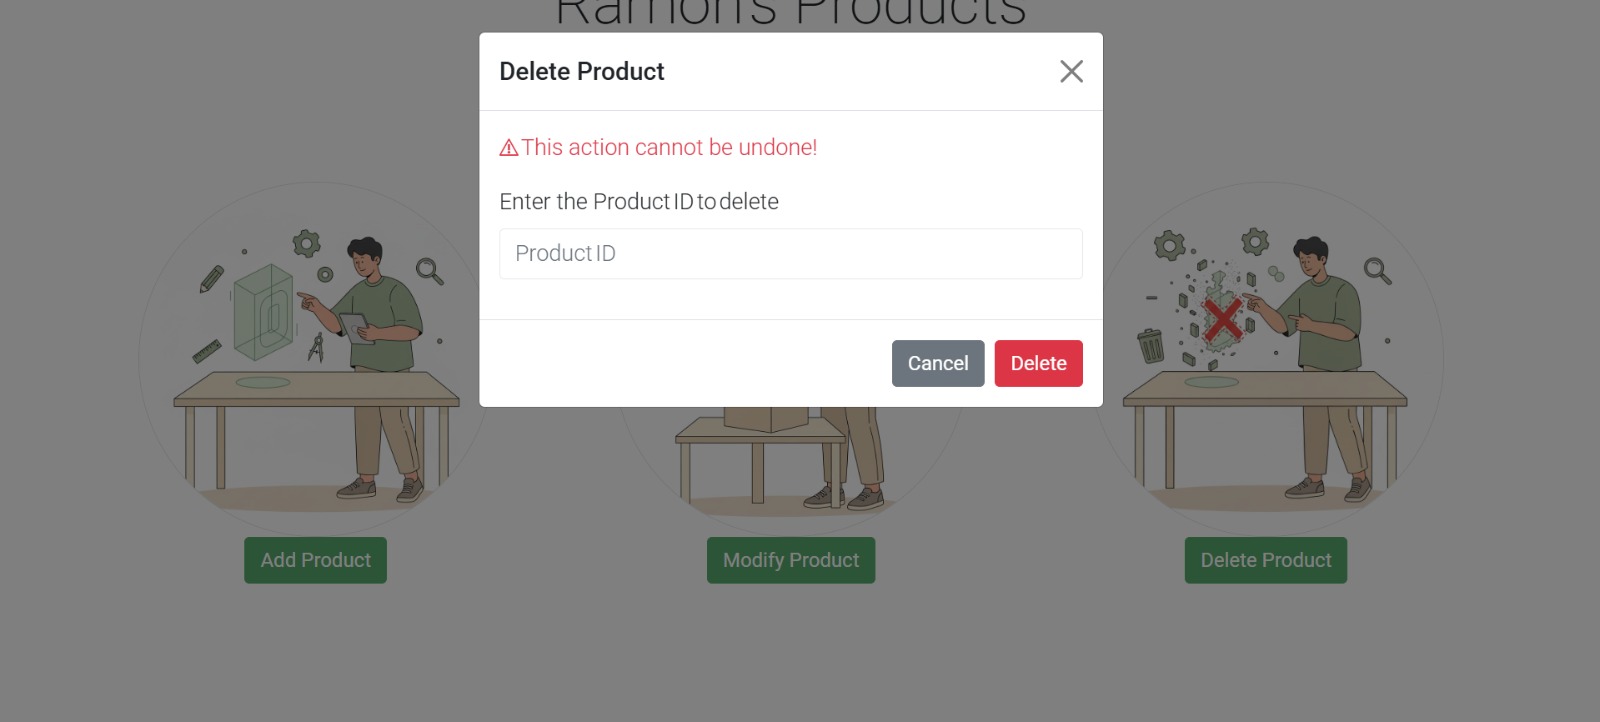 Ramon's Products
Delete Product
This action cannot be undone!
Enter the Product ID to delete
Product ID
Cancel
Delete
Add Product
Modify Product
Delete Product